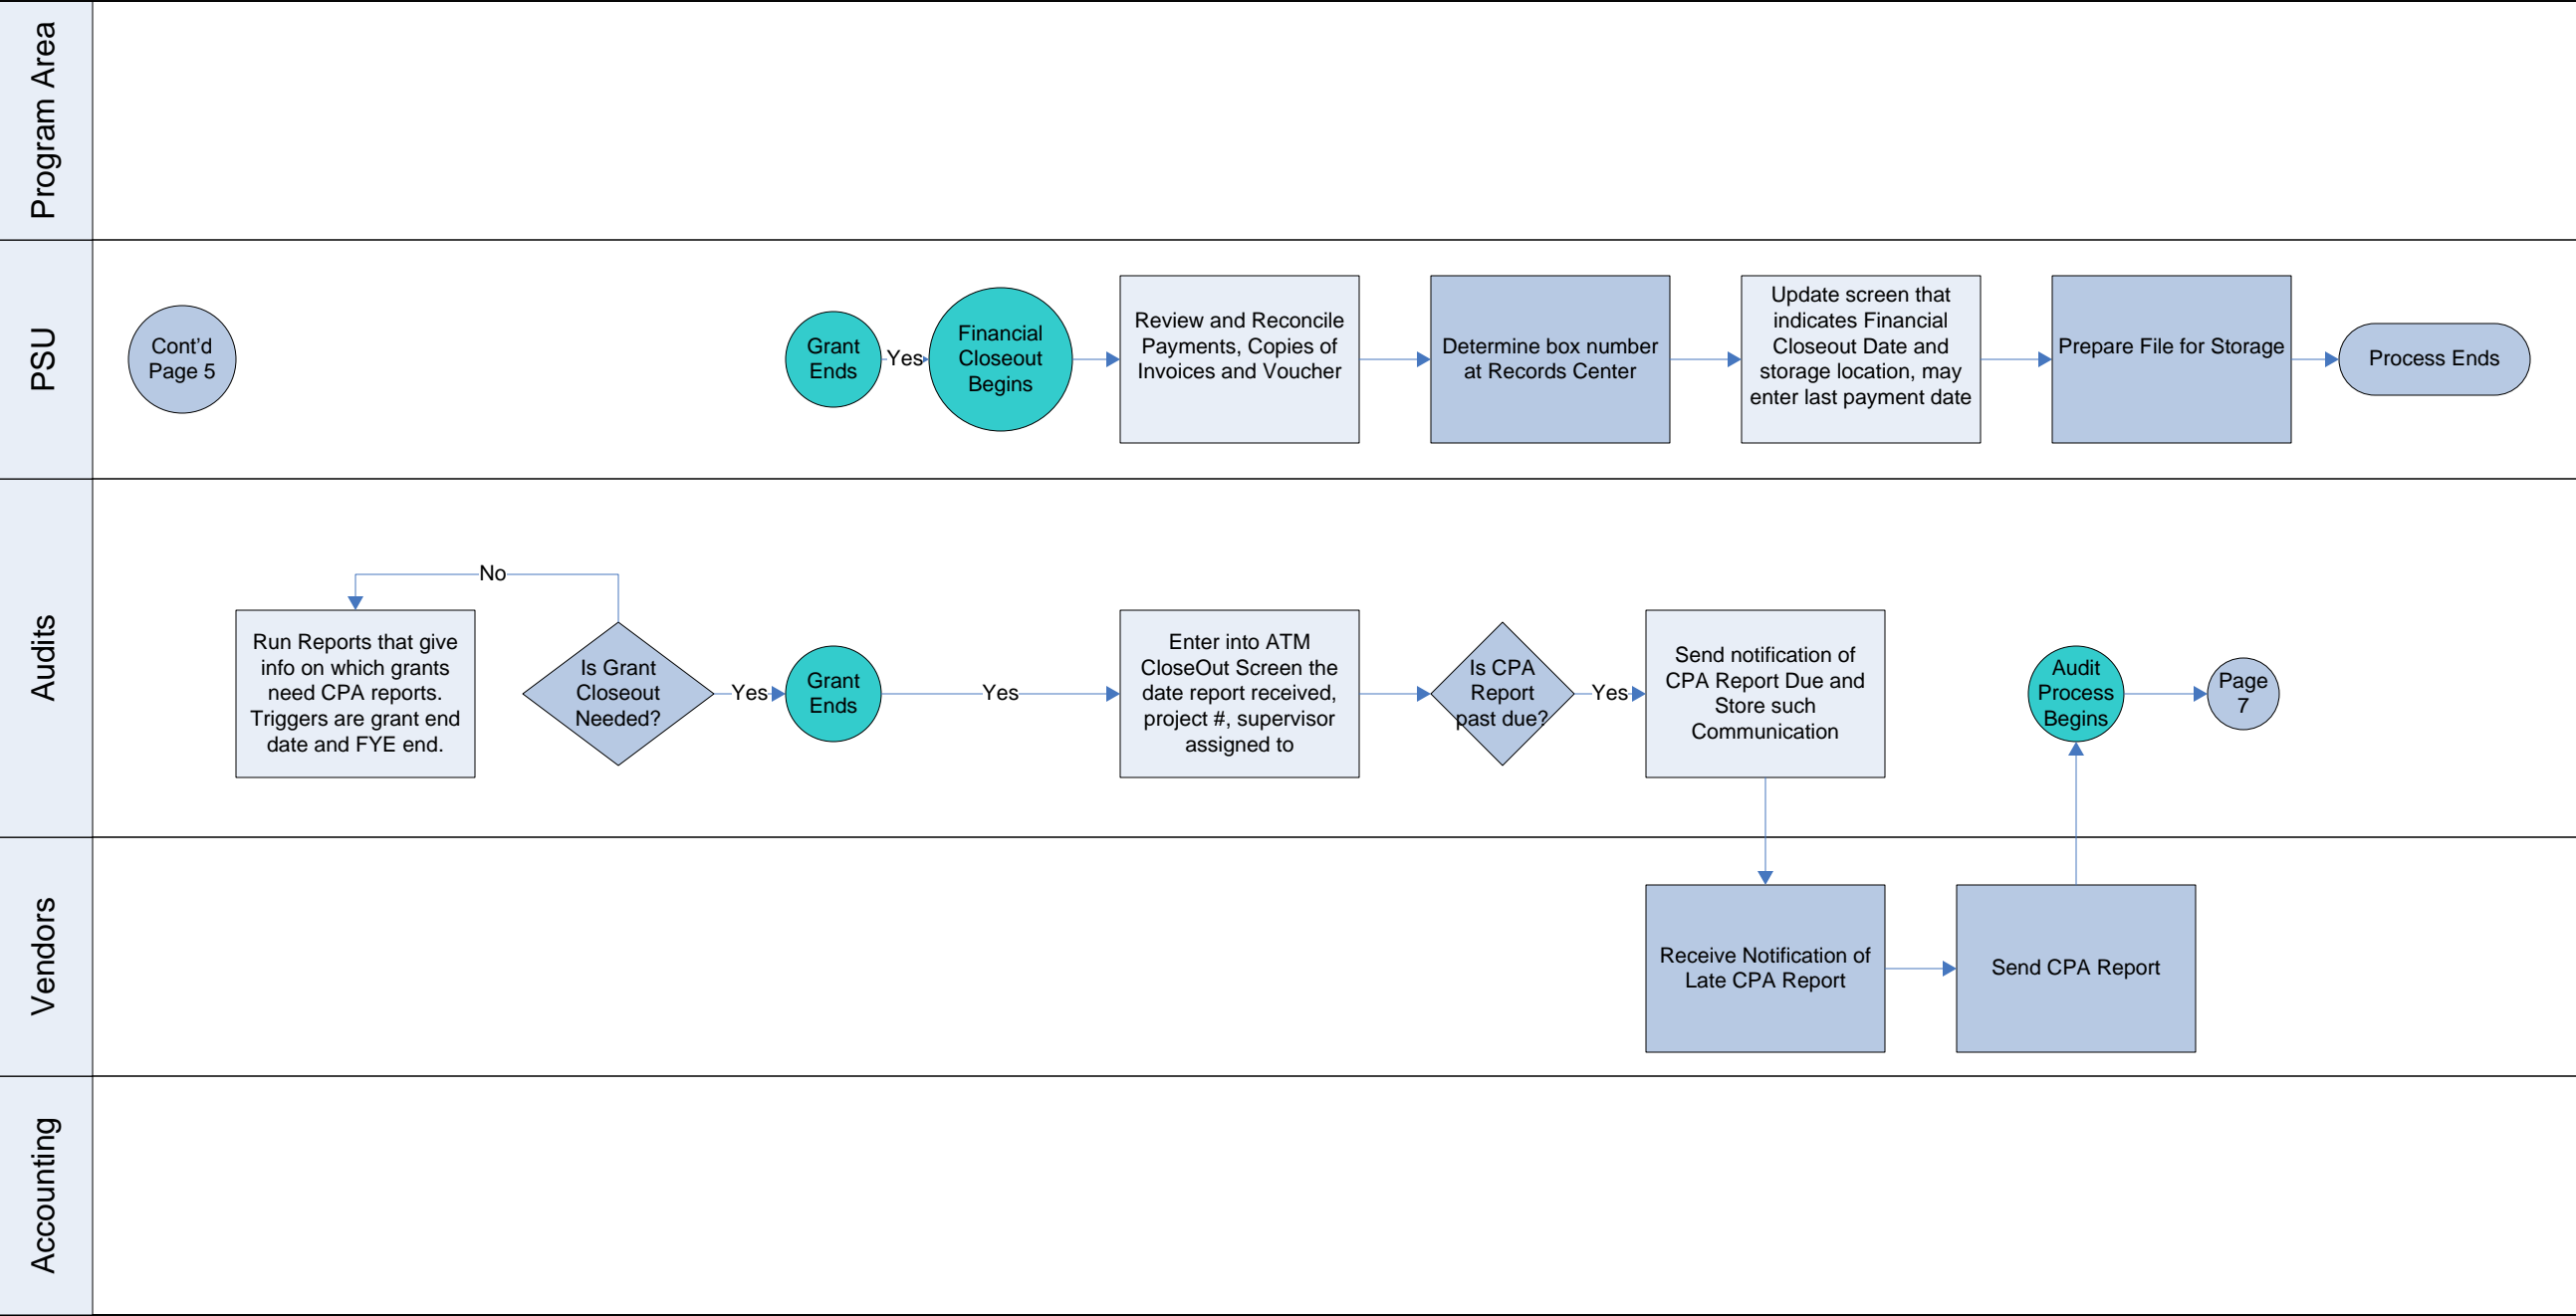 Program Area
PSU
Cont'd
Page 5
Grant
Ends
Yes
Financial
Closeout
Begins
Review and Reconcile
Payments, Copies of
Invoices and Voucher
Determine box number
at Records Center
Update screen that
indicates Financial
Closeout Date and
storage location, may
enter last payment date
Prepare File for Storage
Process Ends
Audits
No
Run Reports that give
info on which grants
need CPA reports.
Triggers are grant end
date and FYE end.
Is Grant
Closeout
Needed?
Yes
Grant
Ends
Yes
Enter into ATM
CloseOut Screen the
date report received,
project #, supervisor
assigned to
Is CPA
Report
past due?
Yes
Send notification of
CPA Report Due and
Store such
Communication
Audit
Process
Begins
Page
7
Vendors
Receive Notification of
Late CPA Report
Send CPA Report
Accounting